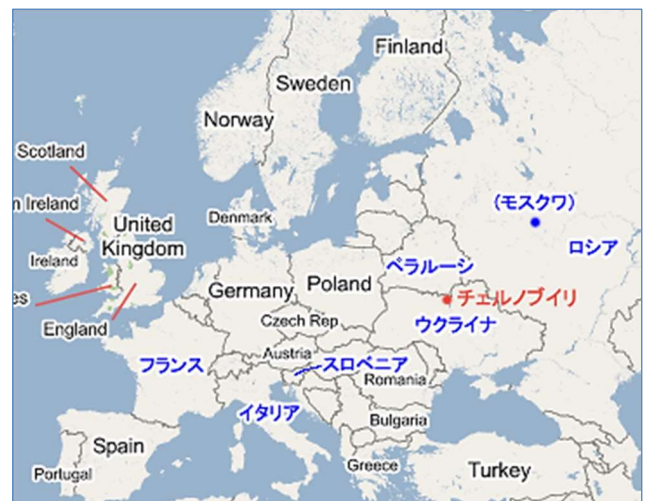 Finland
Sweden
Norway
Scotland
n Ireland
United
Kingdom
Denmark
(モスクワ)
ロシア
Ireland
ベラルーシ
es
Germany
Poland
チェルノブイリ
England
Czech Rep
ウクライナ
Austria
フランス
スロベニア
Romania
イタリア
Bulgaria
Spain
Greece
Turkey
Portugal